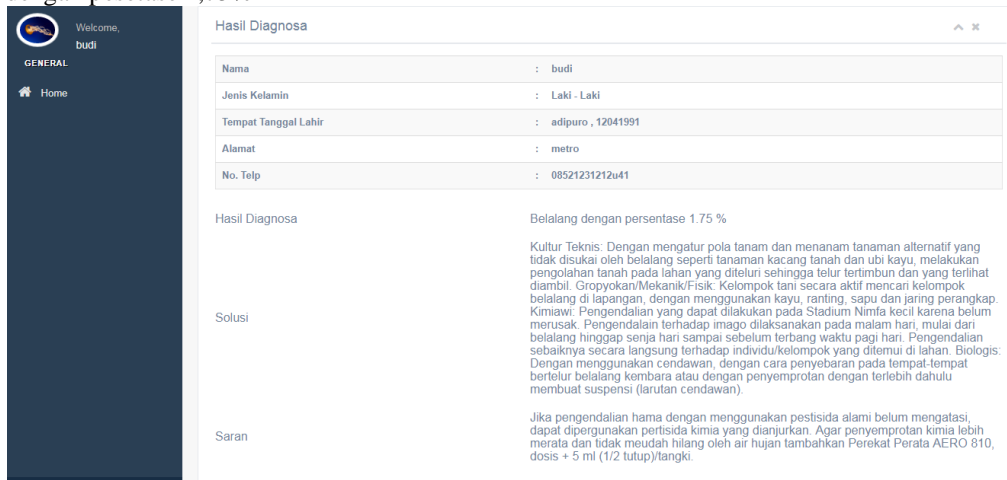 Welcome,
budi
GENERAL
Home
Hasil Diagnosa
Nama : budi
Jenis Kelamin : Laki - Laki
Tempat Tanggal Lahir : adipuro , 12041991
Alamat : metro
No. Telp : 08521231212u41
Hasil Diagnosa Belalang dengan persentase 1.75 %
Solusi
Kultur Teknis: Dengan mengatur pola tanam dan menanam tanaman alternatif yang
tidak disukai oleh belalang seperti tanaman kacang tanah dan ubi kayu, melakukan
pengolahan tanah pada lahan yang diteluri sehingga telur tertimbun dan yang terlihat
diambil. Gropyokan/Mekanik/Fisik: Kelompok tani secara aktif mencari kelompok
belalang di lapangan, dengan menggunakan kayu, ranting, sapu dan jaring perangkap.
Kimiawi: Pengendalian yang dapat dilakukan pada Stadium Nimfa kecil karena belum
merusak. Pengendalain terhadap imago dilaksanakan pada malam hari, mulai dari
belalang hinggap senja hari sampai sebelum terbang waktu pagi hari. Pengendalian
sebaiknya secara langsung terhadap individu/kelompok yang ditemui di lahan. Biologis:
Dengan menggunakan cendawan, dengan cara penyebaran pada tempat-tempat
bertelur belalang kembara atau dengan penyemprotan dengan terlebih dahulu
membuat suspensi (larutan cendawan).
Saran
Jika pengendalian hama dengan menggunakan pestisida alami belum mengatasi,
dapat dipergunakan pertisida kimia yang dianjurkan. Agar penyemprotan kimia lebih
merata dan tidak meudah hilang oleh air hujan tambahkan Perekat Perata AERO 810,
dosis + 5 ml (1/2 tutup)/tangki.